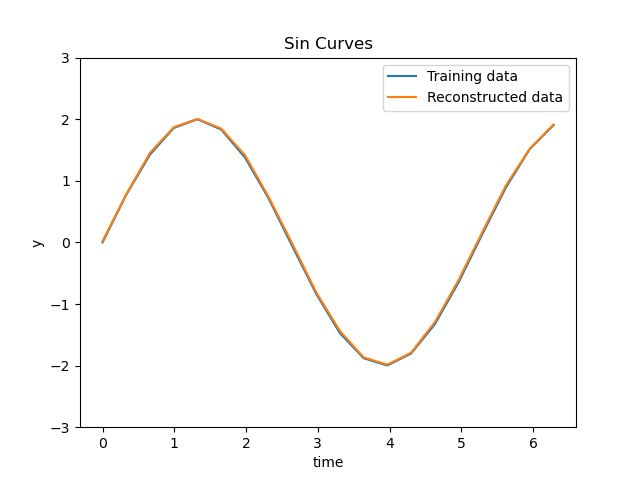 Sin Curves
Training data
Reconstructed data
3
2
1
0
−1
−2
−3
y
0 1 2 3 4 5 6
time